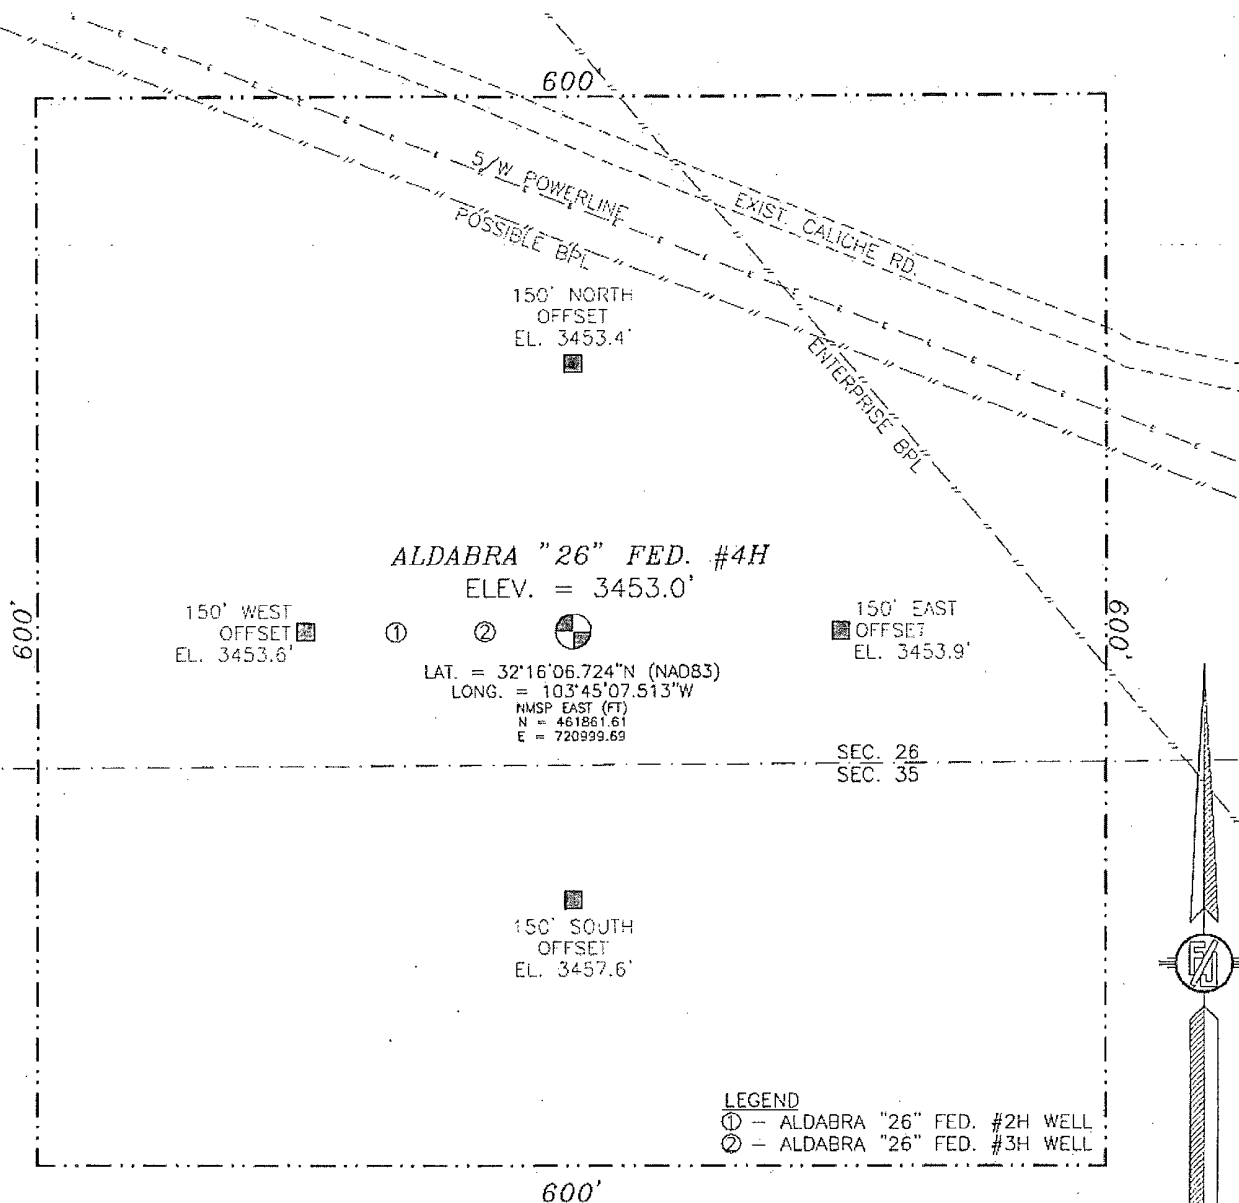 600'
5/W POWERLINE
POSSIBLE BPL
EXIST. CALICHE RD.
150' NORTH
OFFSET
EL. 3453.4'
ENTERPRISE BPL
ALDABRA "26" FED. #4H
ELEV. = 3453.0'
600'
150' WEST
OFFSET
EL. 3453.6'
1
2
150' EAST
OFFSET
EL. 3453.9'
600'
LAT. = 32°16'06.724"N (NAD83)
LONG. = 103°45'07.513"W
NMSP EAST (FT)
N = 461861.61
E = 720999.69
SEC. 26
SEC. 35
150' SOUTH
OFFSET
EL. 3457.6'
LEGEND
① - ALDABRA "26" FED. #2H WELL
② - ALDABRA "26" FED. #3H WELL
600'